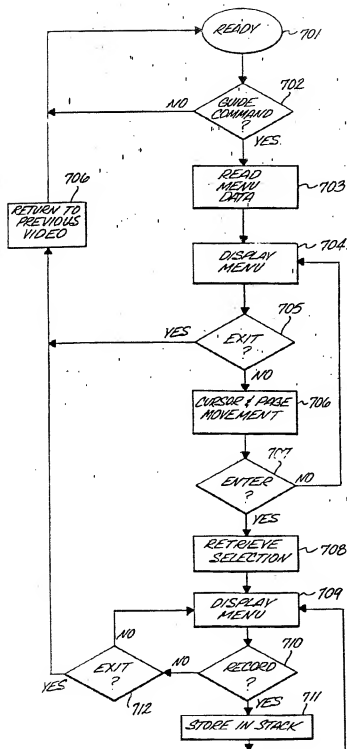 READY
701
702
GUIDE
COMMAND
?
NO
YES
READ
MENU
DATA
703
706
RETURN TO
PREVIOUS
VIDEO
704
DISPLAY
MENU
705
EXIT
?
YES
NO
CURSOR & PAGE
MOVEMENT
706
707
ENTER
?
NO
YES
RETRIEVE
SELECTION
708
DISPLAY
MENU
709
710
NO
EXIT
?
NO
RECORD
?
YES
712
YES
711
STORE IN STACK